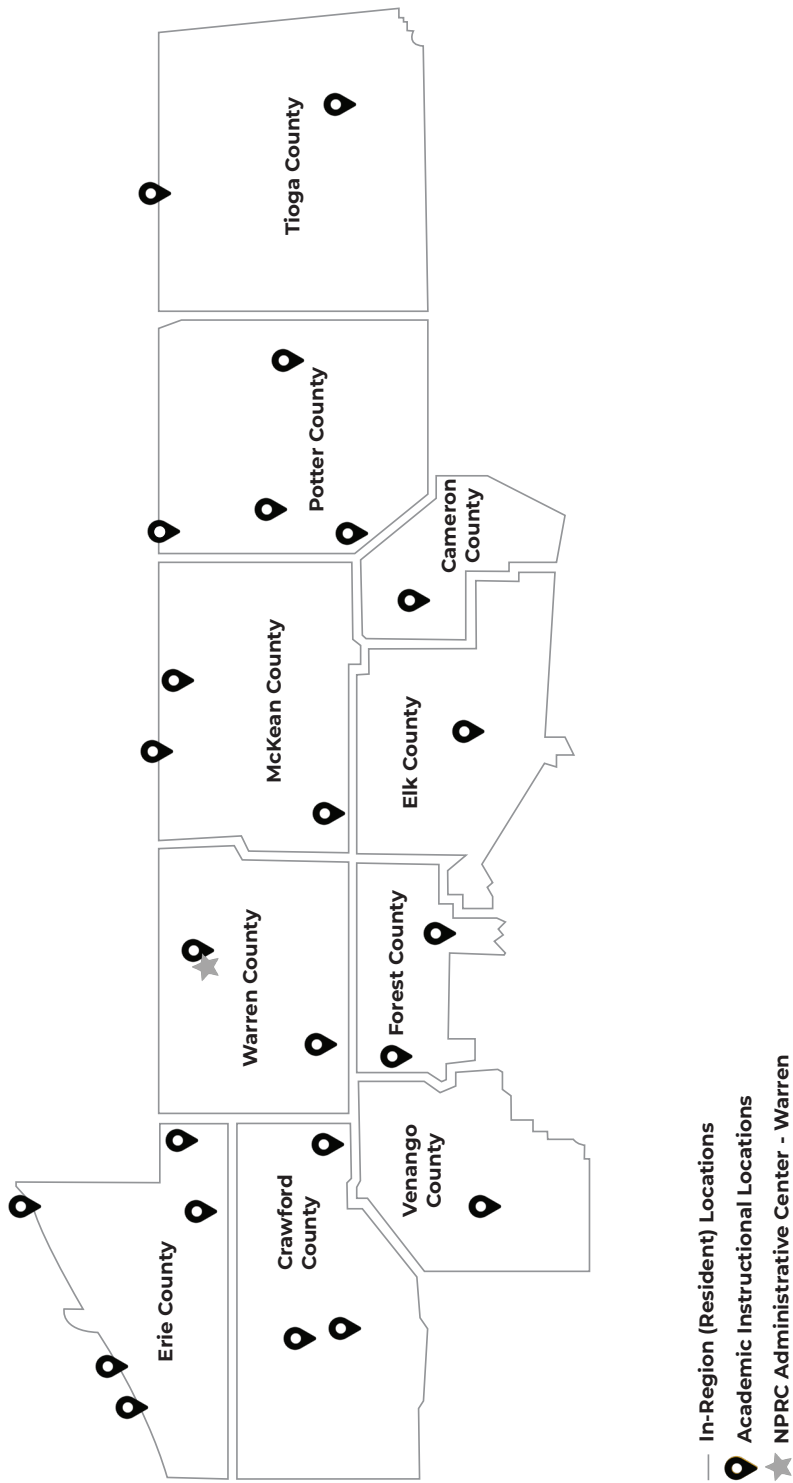 Erie County
Crawford
County
Warren County
Venango
County
Forest County
McKean County
Elk County
Potter County
Cameron
County
Tioga County
In-Region (Resident) Locations
Academic Instructional Locations
NPRC Administrative Center - Warren